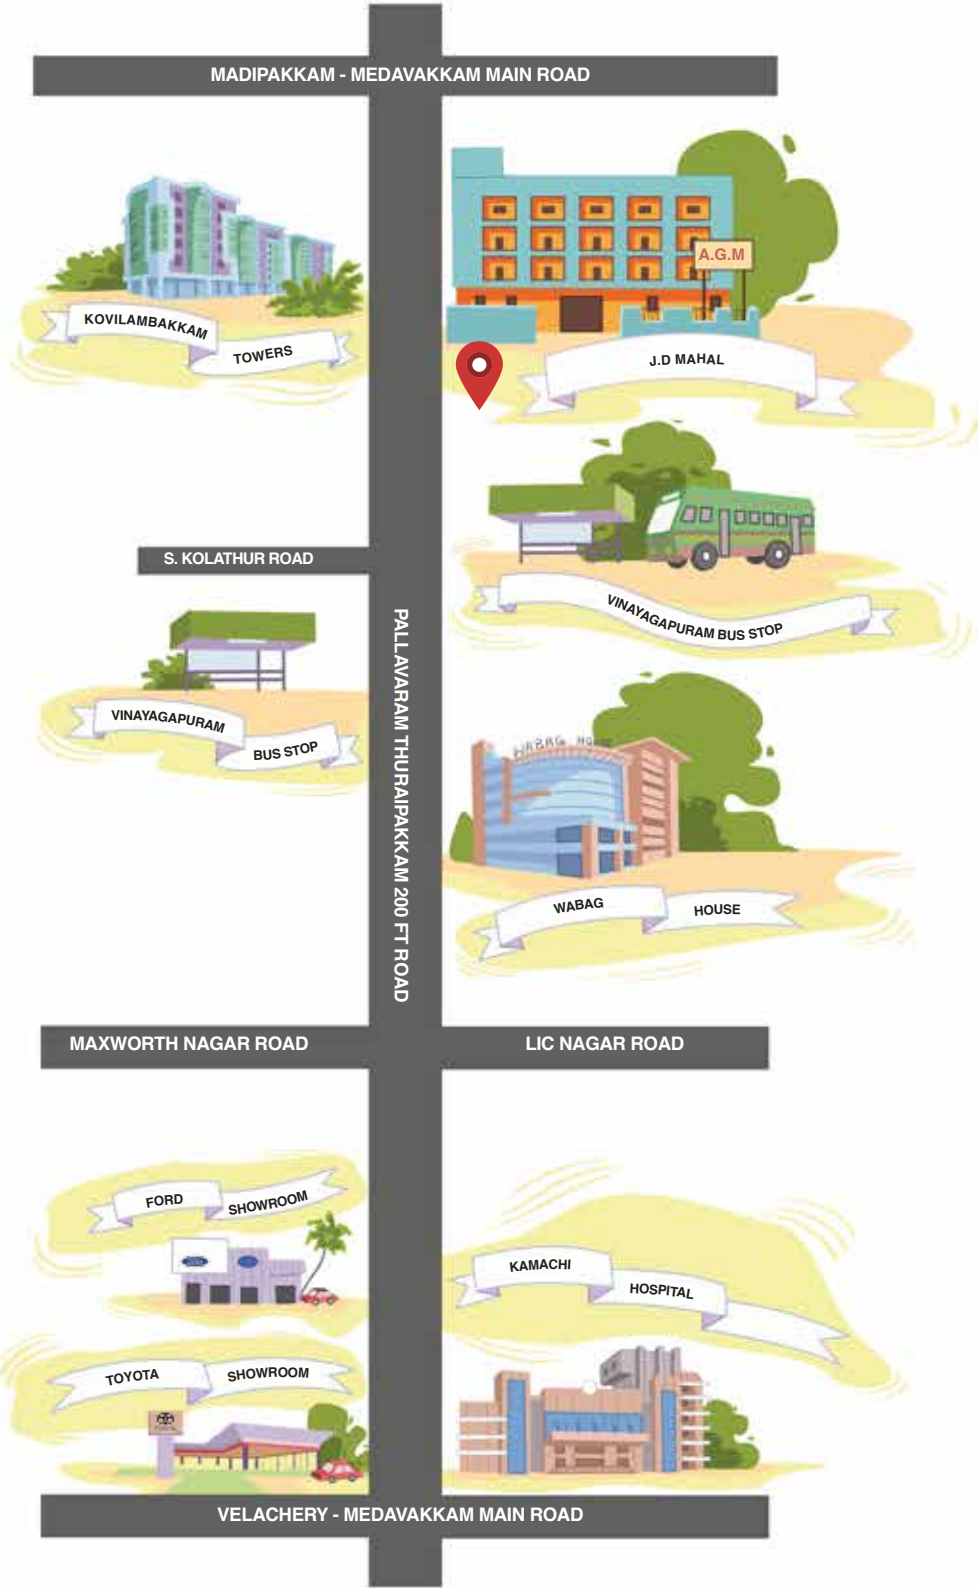 MADIPAKKAM - MEDAVAKKAM MAIN ROAD
A.G.M
KOVILAMBAKKAM
TOWERS
J.D MAHAL
S. KOLATHUR ROAD
VINAYAGAPURAM BUS STOP
PALLAVARAM THURAIPAKKAM 200 FT ROAD
VINAYAGAPURAM
BUS STOP
WABAG HOUSE
WABAG
HOUSE
MAXWORTH NAGAR ROAD
LIC NAGAR ROAD
FORD
SHOWROOM
KAMACHI
HOSPITAL
TOYOTA
SHOWROOM
VELACHERY - MEDAVAKKAM MAIN ROAD